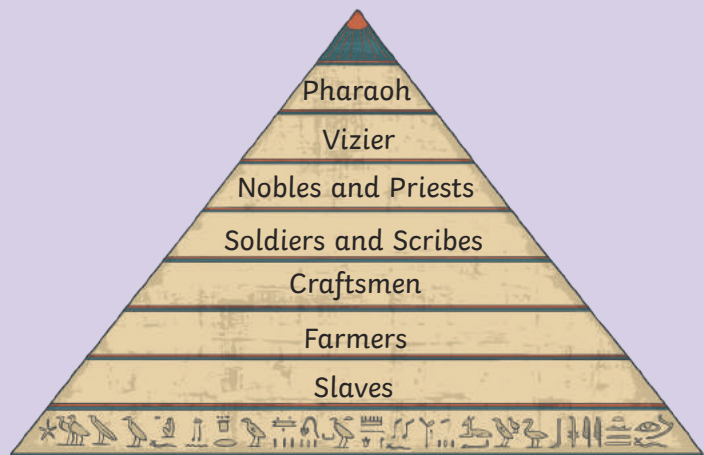 Pharaoh
Vizier
Nobles and Priests
Soldiers and Scribes
Craftsmen
Farmers
Slaves